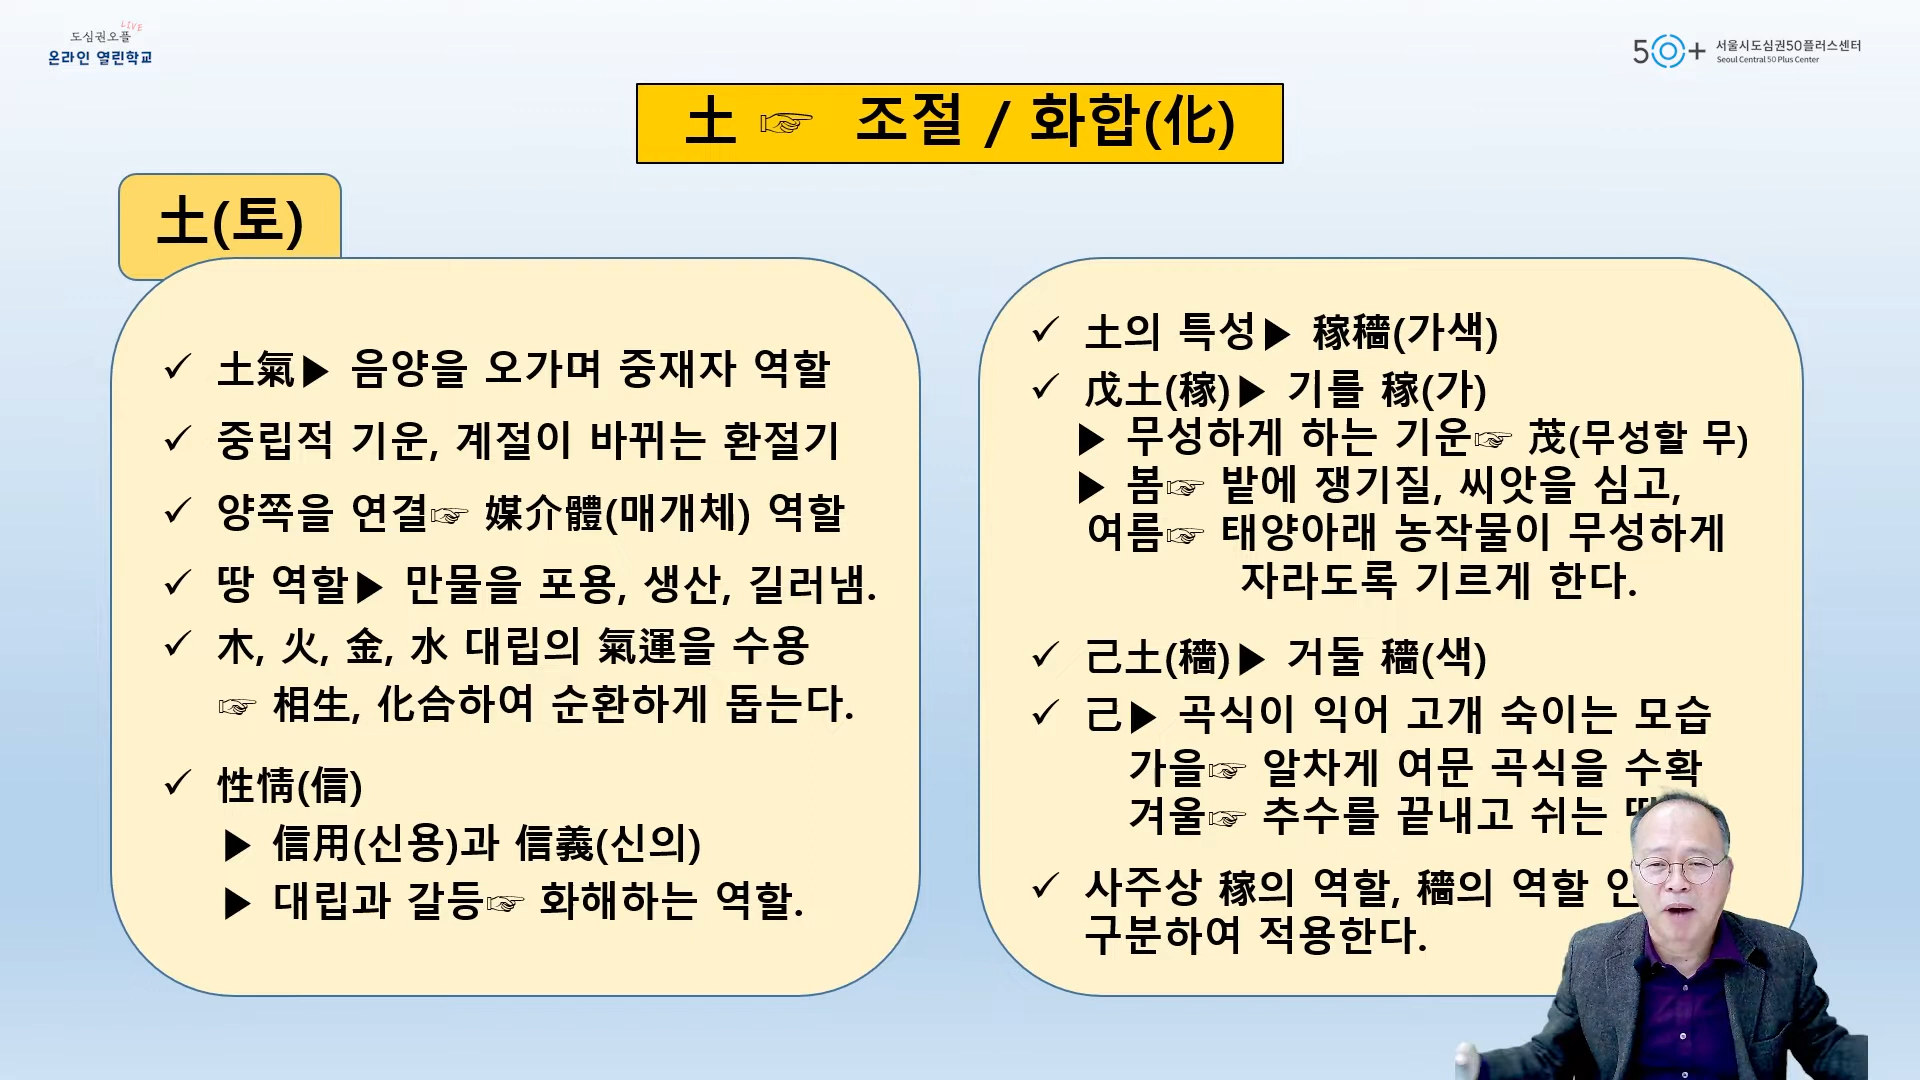 도심권오플 LIVE
온라인 열린학교
50+ 서울시도심권50플러스센터
Seoul Central 50 Plus Center
土 ☞ 조절 / 화합(化)
土(토)
✓ 土氣▶ 음양을 오가며 중재자 역할
✓ 중립적 기운, 계절이 바뀌는 환절기
✓ 양쪽을 연결☞ 媒介體(매개체) 역할
✓ 땅 역할▶ 만물을 포용, 생산, 길러냄.
✓ 木, 火, 金, 水 대립의 氣運을 수용
☞ 相生, 化合하여 순환하게 돕는다.
✓ 性情(信)
▶ 信用(신용)과 信義(신의)
▶ 대립과 갈등☞ 화해하는 역할.
✓ 土의 특성▶ 稼穡(가색)
✓ 戊土(稼)▶ 기를 稼(가)
▶ 무성하게 하는 기운☞ 茂(무성할 무)
▶ 봄☞ 밭에 쟁기질, 씨앗을 심고,
여름☞ 태양아래 농작물이 무성하게
자라도록 기르게 한다.
✓ 己土(穡)▶ 거둘 穡(색)
✓ 己▶ 곡식이 익어 고개 숙이는 모습
가을☞ 알차게 여문 곡식을 수확
겨울☞ 추수를 끝내고 쉬는
✓ 사주상 稼의 역할, 穡의 역할
구분하여 적용한다.